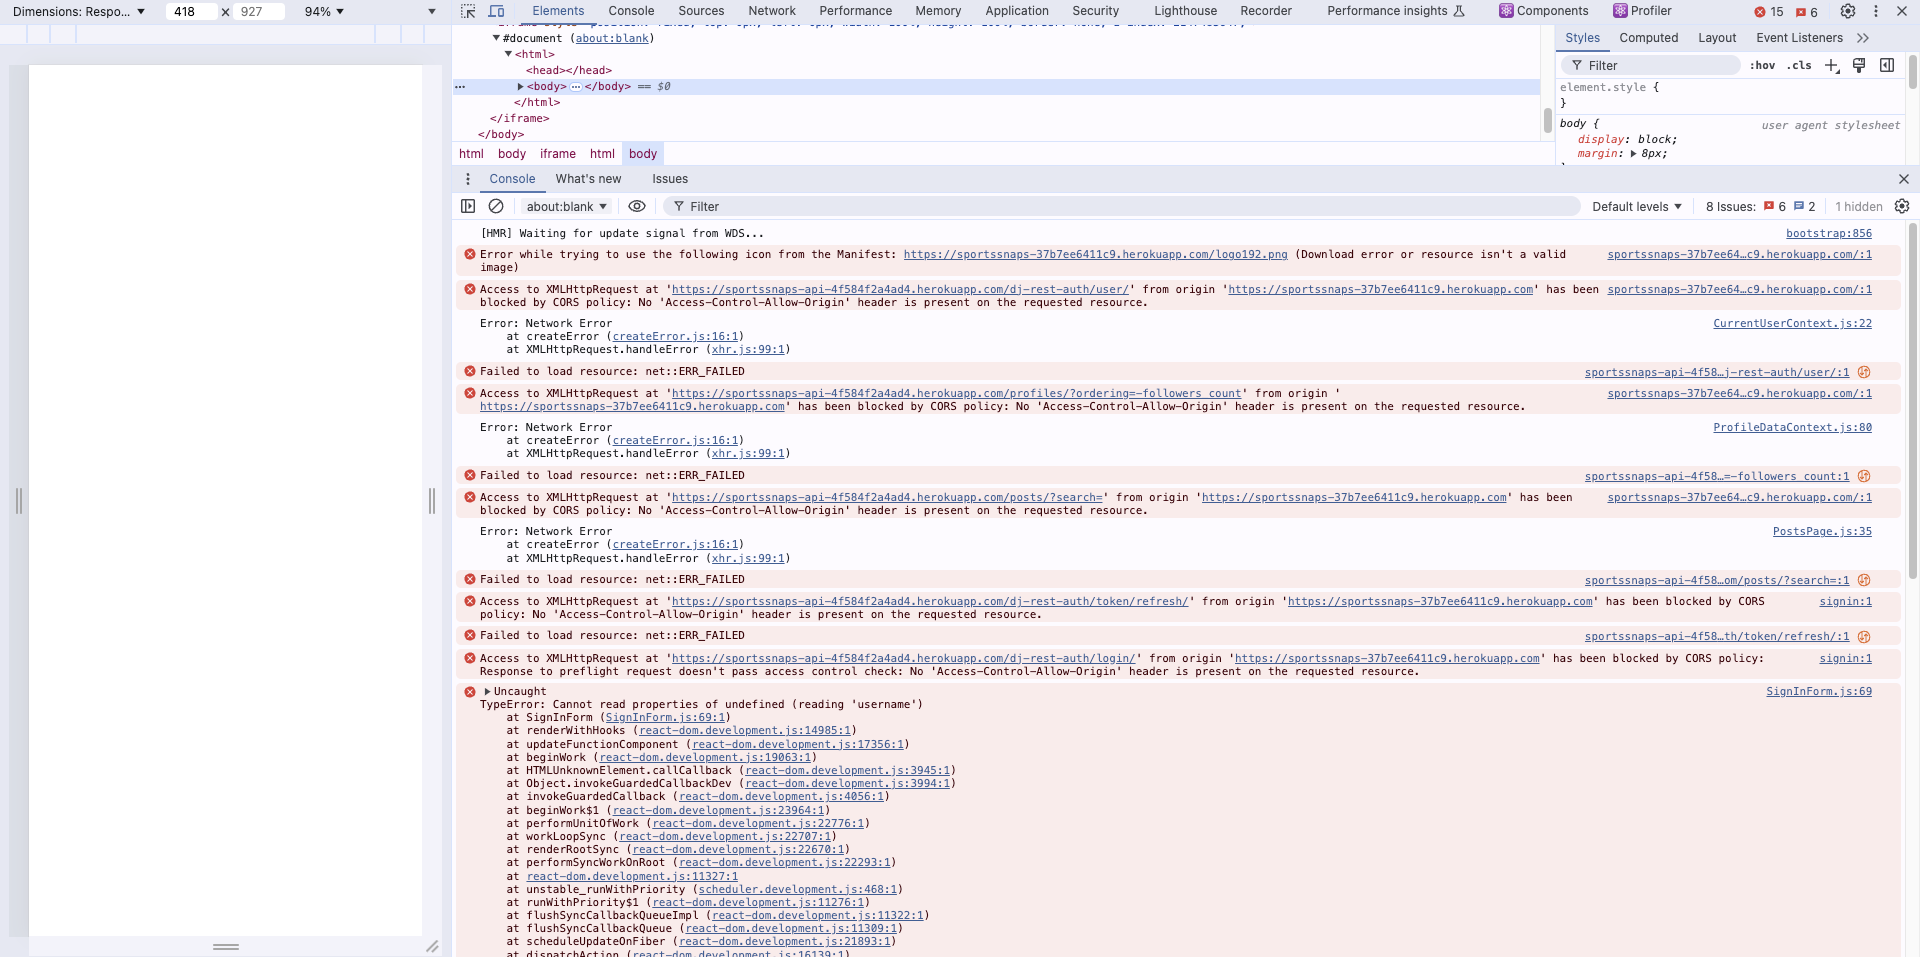 Dimensions: Respo... ▼ 418 × 927 94% ▼
Elements Console Sources Network Performance Memory Application Security Lighthouse Recorder Performance insights Components Profiler 15 6
#document (about:blank)
<html>
<head></head>
<body> … </body> == $0
</html>
</iframe>
</body>
html body iframe html body
Styles Computed Layout Event Listeners
Filter :hov .cls
element.style {
}
body { user agent stylesheet
display: block;
margin: 8px;
Console What's new Issues
about:blank ▼ Filter Default levels ▼ 8 Issues: 6 2 1 hidden
[HMR] Waiting for update signal from WDS... bootstrap:856
Error while trying to use the following icon from the Manifest: https://sportssnaps-37b7ee6411c9.herokuapp.com/logo192.png (Download error or resource isn't a valid sportssnaps-37b7ee64…c9.herokuapp.com/:1
image)
Access to XMLHttpRequest at 'https://sportssnaps-api-4f584f2a4ad4.herokuapp.com/dj-rest-auth/user/' from origin 'https://sportssnaps-37b7ee6411c9.herokuapp.com' has been sportssnaps-37b7ee64…c9.herokuapp.com/:1
blocked by CORS policy: No 'Access-Control-Allow-Origin' header is present on the requested resource.
Error: Network Error CurrentUserContext.js:22
at createError (createError.js:16:1)
at XMLHttpRequest.handleError (xhr.js:99:1)
Failed to load resource: net::ERR_FAILED sportssnaps-api-4f58…j-rest-auth/user/:1
Access to XMLHttpRequest at 'https://sportssnaps-api-4f584f2a4ad4.herokuapp.com/profiles/?ordering=-followers_count' from origin ' sportssnaps-37b7ee64…c9.herokuapp.com/:1
https://sportssnaps-37b7ee6411c9.herokuapp.com' has been blocked by CORS policy: No 'Access-Control-Allow-Origin' header is present on the requested resource.
Error: Network Error ProfileDataContext.js:80
at createError (createError.js:16:1)
at XMLHttpRequest.handleError (xhr.js:99:1)
Failed to load resource: net::ERR_FAILED sportssnaps-api-4f58…=-followers_count:1
Access to XMLHttpRequest at 'https://sportssnaps-api-4f584f2a4ad4.herokuapp.com/posts/?search=' from origin 'https://sportssnaps-37b7ee6411c9.herokuapp.com' has been sportssnaps-37b7ee64…c9.herokuapp.com/:1
blocked by CORS policy: No 'Access-Control-Allow-Origin' header is present on the requested resource.
Error: Network Error PostsPage.js:35
at createError (createError.js:16:1)
at XMLHttpRequest.handleError (xhr.js:99:1)
Failed to load resource: net::ERR_FAILED sportssnaps-api-4f58…om/posts/?search=:1
Access to XMLHttpRequest at 'https://sportssnaps-api-4f584f2a4ad4.herokuapp.com/dj-rest-auth/token/refresh/' from origin 'https://sportssnaps-37b7ee6411c9.herokuapp.com' has been blocked by CORS signin:1
policy: No 'Access-Control-Allow-Origin' header is present on the requested resource.
Failed to load resource: net::ERR_FAILED sportssnaps-api-4f58…th/token/refresh/:1
Access to XMLHttpRequest at 'https://sportssnaps-api-4f584f2a4ad4.herokuapp.com/dj-rest-auth/login/' from origin 'https://sportssnaps-37b7ee6411c9.herokuapp.com' has been blocked by CORS policy: signin:1
Response to preflight request doesn't pass access control check: No 'Access-Control-Allow-Origin' header is present on the requested resource.
Uncaught SignInForm.js:69
TypeError: Cannot read properties of undefined (reading 'username')
at SignInForm (SignInForm.js:69:1)
at renderWithHooks (react-dom.development.js:14985:1)
at updateFunctionComponent (react-dom.development.js:17356:1)
at beginWork (react-dom.development.js:19063:1)
at HTMLUnknownElement.callCallback (react-dom.development.js:3945:1)
at Object.invokeGuardedCallbackDev (react-dom.development.js:3994:1)
at invokeGuardedCallback (react-dom.development.js:4056:1)
at beginWork$1 (react-dom.development.js:23964:1)
at performUnitOfWork (react-dom.development.js:22776:1)
at workLoopSync (react-dom.development.js:22707:1)
at renderRootSync (react-dom.development.js:22670:1)
at performSyncWorkOnRoot (react-dom.development.js:22293:1)
at react-dom.development.js:11327:1
at unstable_runWithPriority (scheduler.development.js:468:1)
at runWithPriority$1 (react-dom.development.js:11276:1)
at flushSyncCallbackQueueImpl (react-dom.development.js:11322:1)
at flushSyncCallbackQueue (react-dom.development.js:11309:1)
at scheduleUpdateOnFiber (react-dom.development.js:21893:1)
at dispatchAction (react-dom.development.js:16139:1)